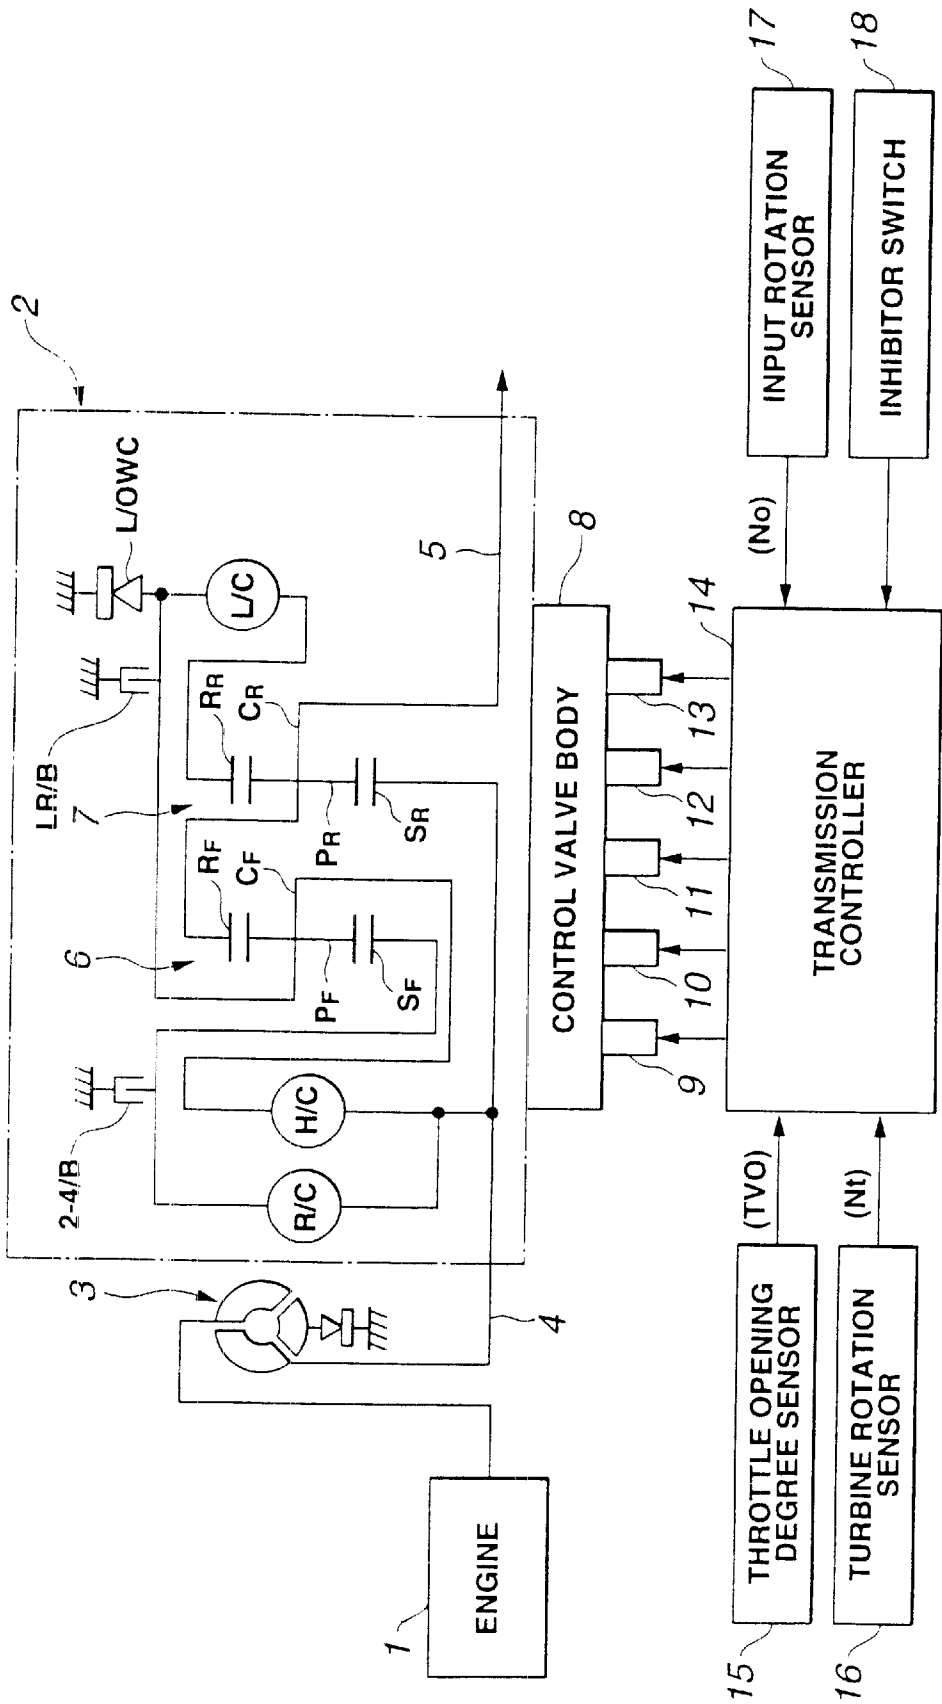 2
3
2-4/B
R/C
H/C
6
RF
CF
PF
SF
LR/B
7
RR
CR
PR
SR
L/OWC
L/C
5
4
1
ENGINE
8
CONTROL VALVE BODY
9
10
11
12
13
14
TRANSMISSION
CONTROLLER
15
THROTTLE OPENING
DEGREE SENSOR
(TVO)
16
TURBINE ROTATION
SENSOR
(Nt)
17
INPUT ROTATION
SENSOR
(No)
18
INHIBITOR SWITCH